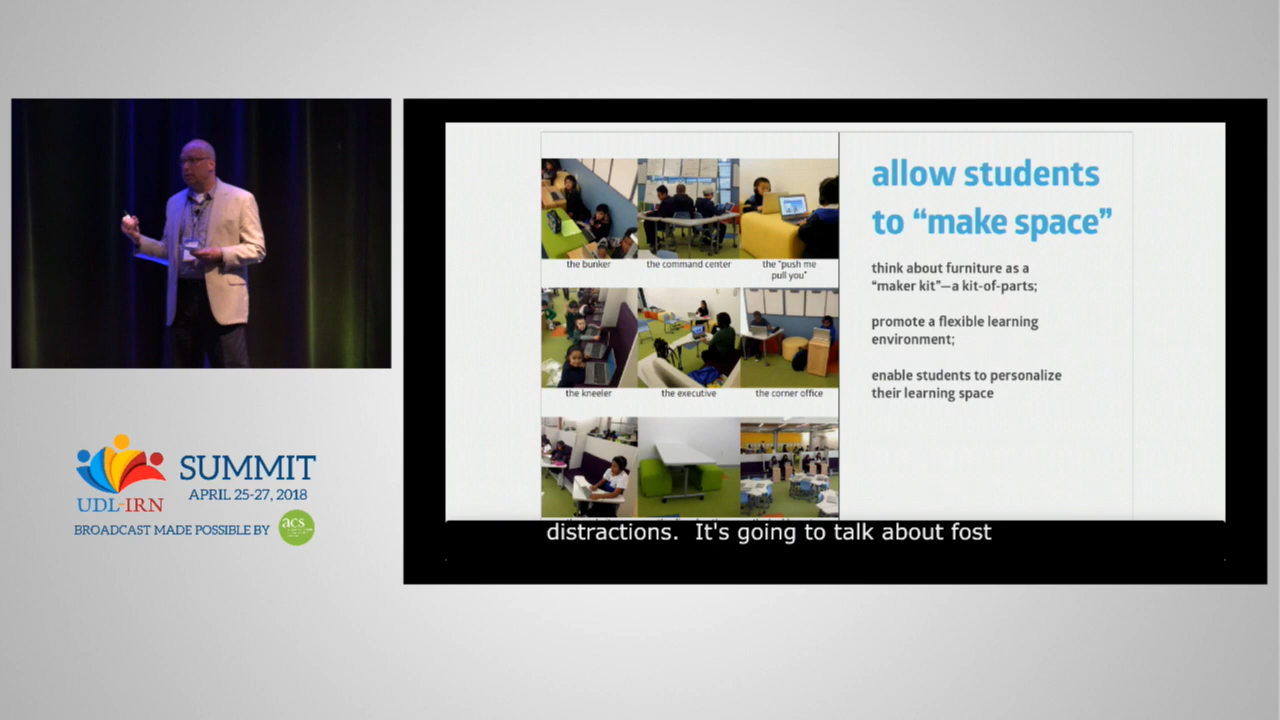 allow students
to “make space”
think about furniture as a
“maker kit”—a kit-of-parts;
promote a flexible learning
environment;
enable students to personalize
their learning space
the bunker
the command center
the "push me
pull you"
the kneeler
the executive
the corner office
distractions.  It's going to talk about fost
UDL-IRN
SUMMIT
APRIL 25-27, 2018
BROADCAST MADE POSSIBLE BY
acs